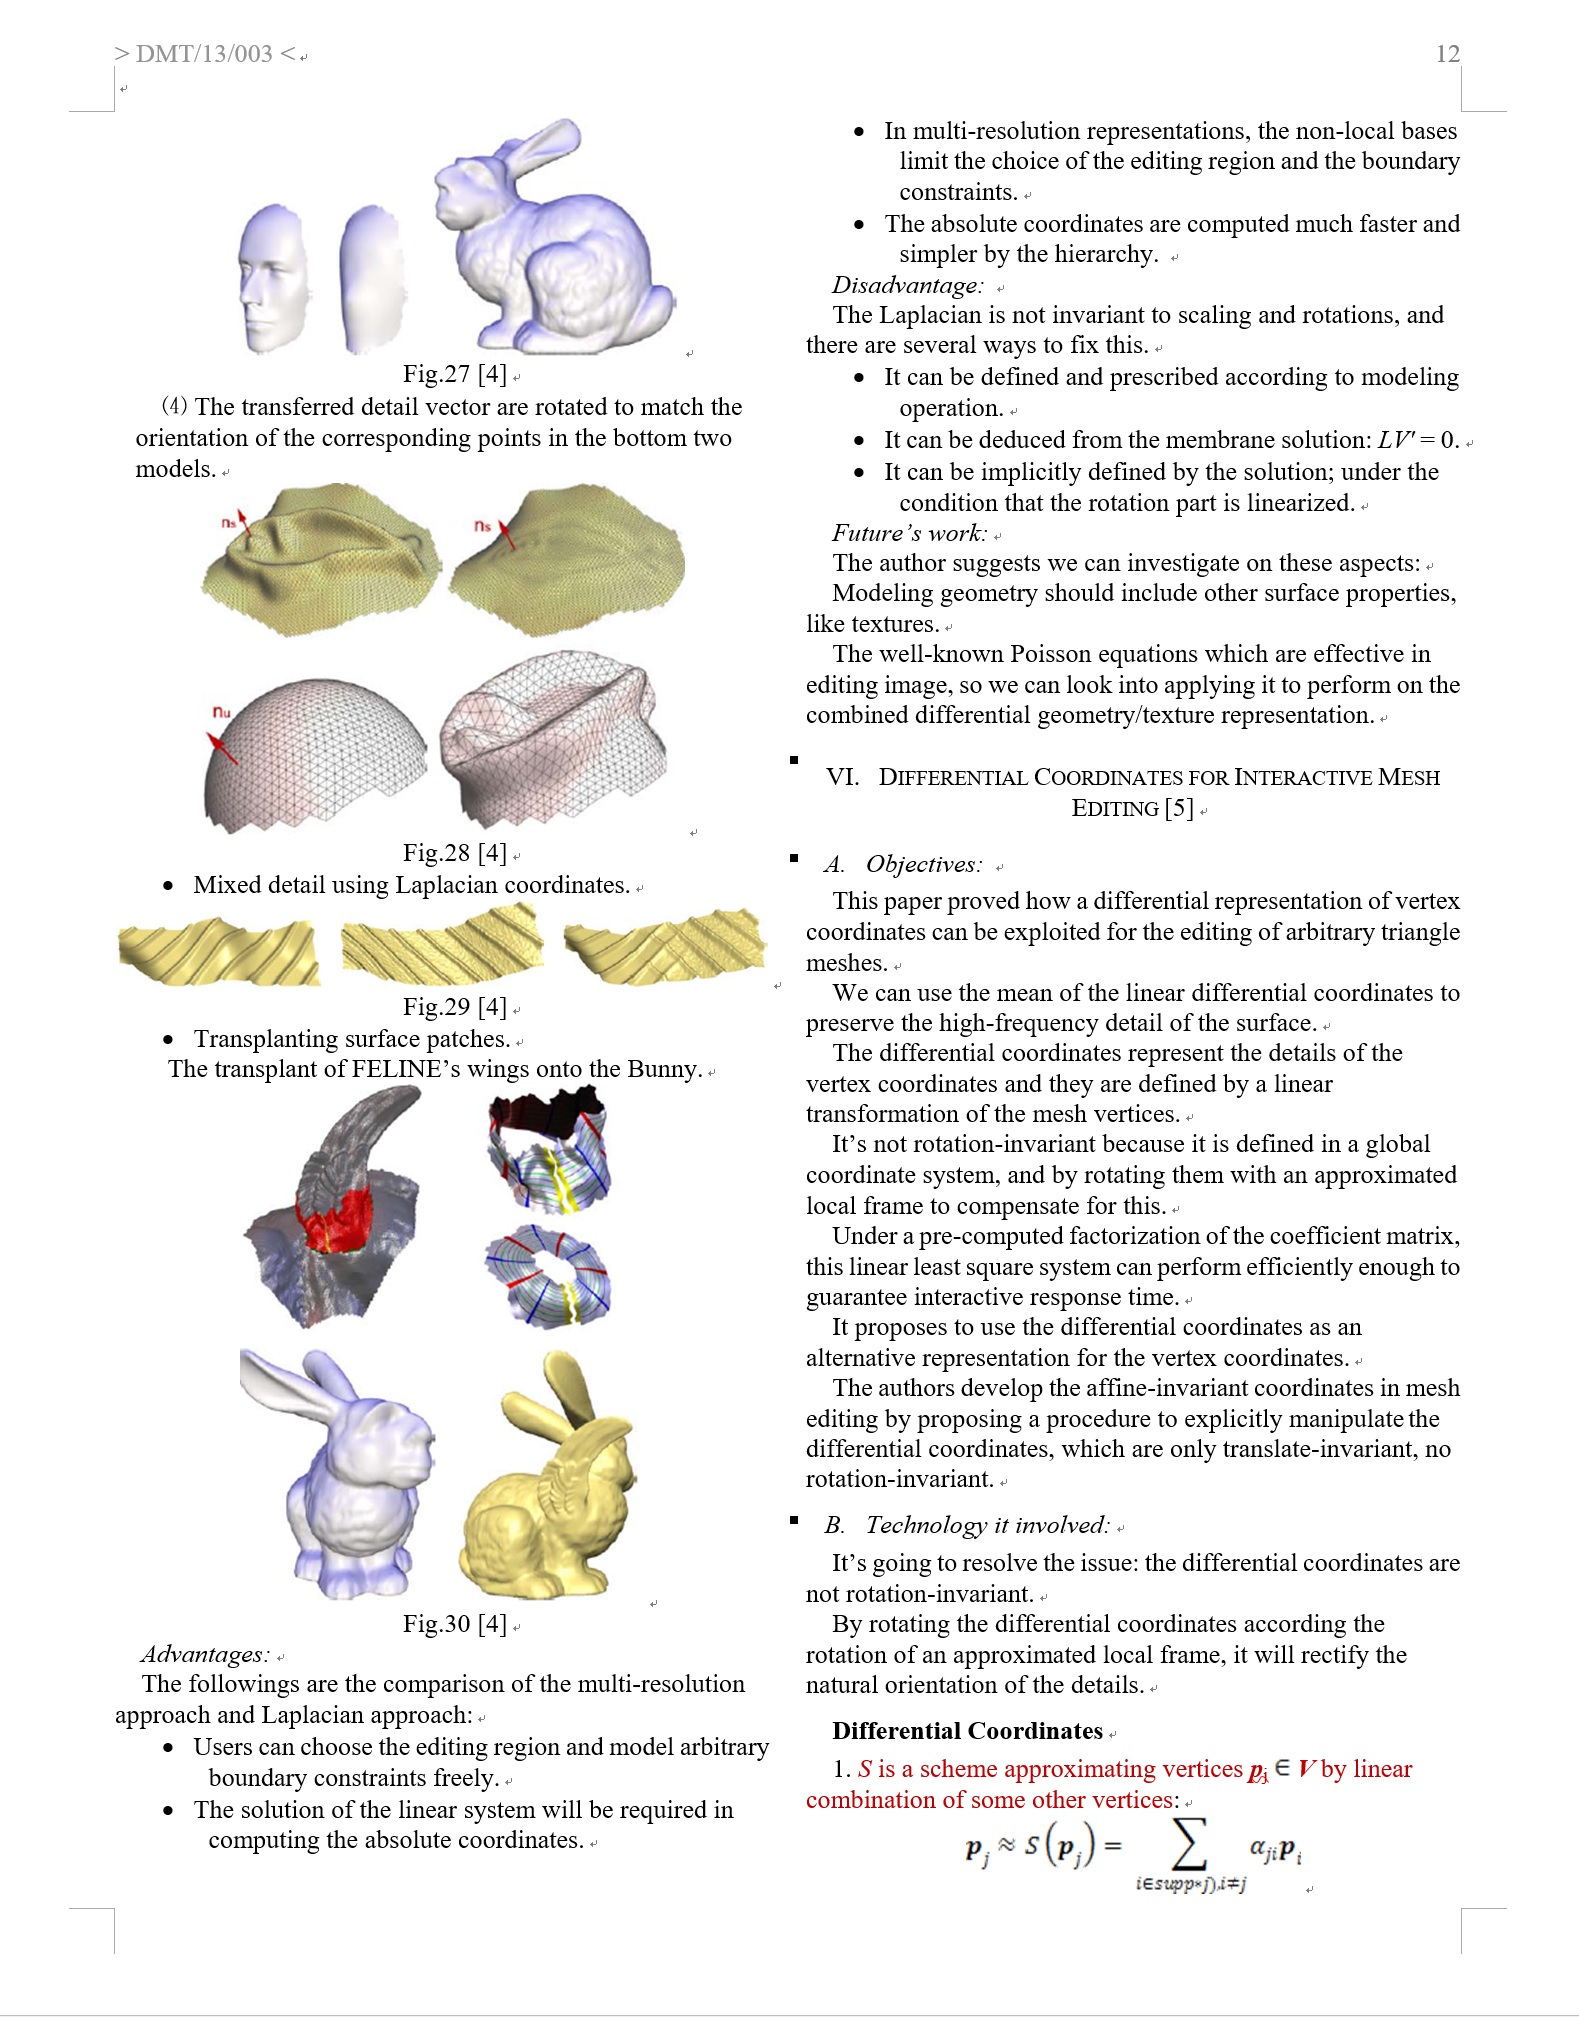 > DMT/13/003 <
12
Fig.27 [4]
(4) The transferred detail vector are rotated to match the
orientation of the corresponding points in the bottom two
models.
ns
ns
nu
Fig.28 [4]
• Mixed detail using Laplacian coordinates.
Fig.29 [4]
• Transplanting surface patches.
The transplant of FELINE’s wings onto the Bunny.
Fig.30 [4]
Advantages:
The followings are the comparison of the multi-resolution
approach and Laplacian approach:
• Users can choose the editing region and model arbitrary
boundary constraints freely.
• The solution of the linear system will be required in
computing the absolute coordinates.
• In multi-resolution representations, the non-local bases
limit the choice of the editing region and the boundary
constraints.
• The absolute coordinates are computed much faster and
simpler by the hierarchy.
Disadvantage:
The Laplacian is not invariant to scaling and rotations, and
there are several ways to fix this.
• It can be defined and prescribed according to modeling
operation.
• It can be deduced from the membrane solution: LV' = 0.
• It can be implicitly defined by the solution; under the
condition that the rotation part is linearized.
Future’s work:
The author suggests we can investigate on these aspects:
Modeling geometry should include other surface properties,
like textures.
The well-known Poisson equations which are effective in
editing image, so we can look into applying it to perform on the
combined differential geometry/texture representation.
VI. DIFFERENTIAL COORDINATES FOR INTERACTIVE MESH
EDITING [5]
A. Objectives:
This paper proved how a differential representation of vertex
coordinates can be exploited for the editing of arbitrary triangle
meshes.
We can use the mean of the linear differential coordinates to
preserve the high-frequency detail of the surface.
The differential coordinates represent the details of the
vertex coordinates and they are defined by a linear
transformation of the mesh vertices.
It’s not rotation-invariant because it is defined in a global
coordinate system, and by rotating them with an approximated
local frame to compensate for this.
Under a pre-computed factorization of the coefficient matrix,
this linear least square system can perform efficiently enough to
guarantee interactive response time.
It proposes to use the differential coordinates as an
alternative representation for the vertex coordinates.
The authors develop the affine-invariant coordinates in mesh
editing by proposing a procedure to explicitly manipulate the
differential coordinates, which are only translate-invariant, no
rotation-invariant.
B. Technology it involved:
It’s going to resolve the issue: the differential coordinates are
not rotation-invariant.
By rotating the differential coordinates according the
rotation of an approximated local frame, it will rectify the
natural orientation of the details.
Differential Coordinates
1. S is a scheme approximating vertices pj ∈ V by linear
combination of some other vertices:
pj ≈ S(pj) = ∑ αji pi
i∈supp*j),i≠j